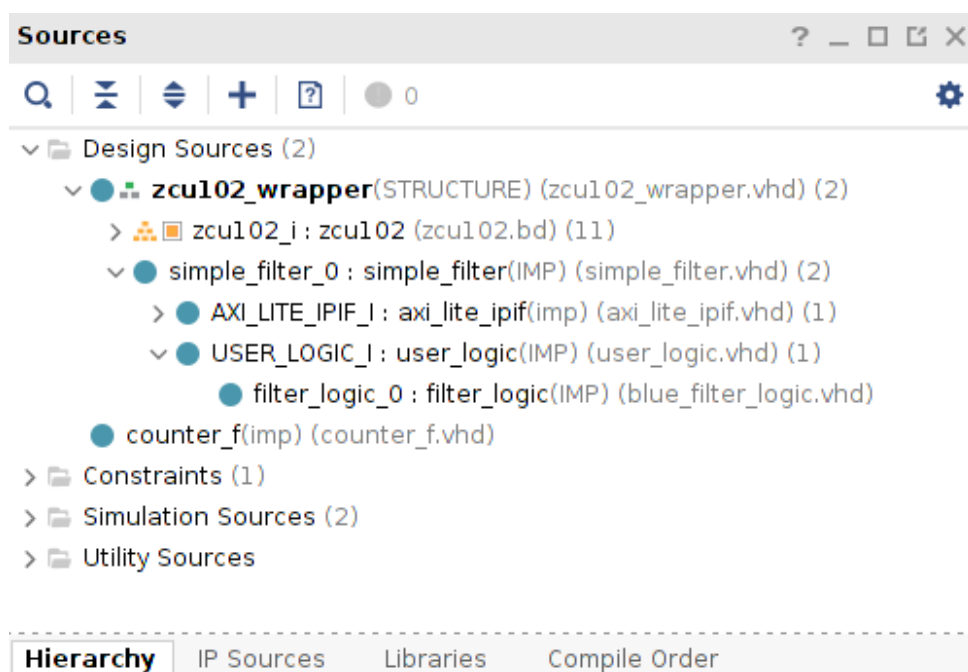 Sources
0
Design Sources (2)
zcu102_wrapper(STRUCTURE) (zcu102_wrapper.vhd) (2)
zcu102_i : zcu102 (zcu102.bd) (11)
simple_filter_0 : simple_filter(IMP) (simple_filter.vhd) (2)
AXI_LITE_IPIF_I : axi_lite_ipif(imp) (axi_lite_ipif.vhd) (1)
USER_LOGIC_I : user_logic(IMP) (user_logic.vhd) (1)
filter_logic_0 : filter_logic(IMP) (blue_filter_logic.vhd)
counter_f(imp) (counter_f.vhd)
Constraints (1)
Simulation Sources (2)
Utility Sources
Hierarchy IP Sources Libraries Compile Order